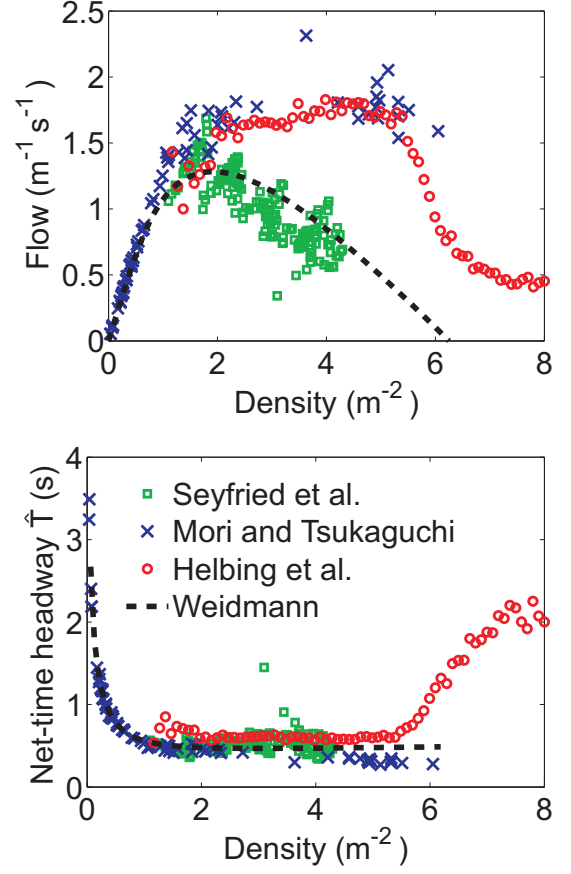 2.5
2
1.5
1
0.5
0
Flow (m⁻¹ s⁻¹)
0 2 4 6 8
Density (m⁻²)
4
3
2
1
0
Net-time headway T̂ (s)
Seyfried et al.
Mori and Tsukaguchi
Helbing et al.
Weidmann
0 2 4 6 8
Density (m⁻²)